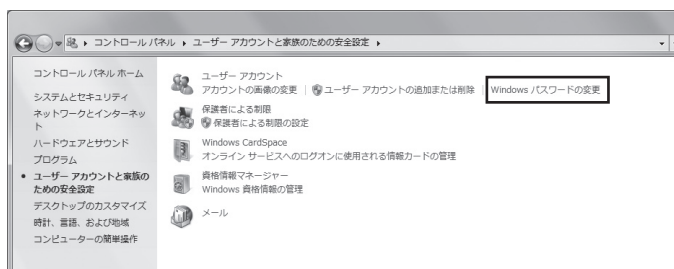 コントロール パネル ▸ ユーザー アカウントと家族のための安全設定 ▸
コントロール パネル ホーム
システムとセキュリティ
ネットワークとインターネッ
ト
ハードウェアとサウンド
プログラム
ユーザー アカウントと家族の
ための安全設定
デスクトップのカスタマイズ
時計、言語、および地域
コンピューターの簡単操作
ユーザー アカウント
アカウントの画像の変更 | ユーザー アカウントの追加または削除 | Windows パスワードの変更
保護者による制限
保護者による制限の設定
Windows CardSpace
オンライン サービスへのログオンに使用される情報カードの管理
資格情報マネージャー
Windows 資格情報の管理
メール